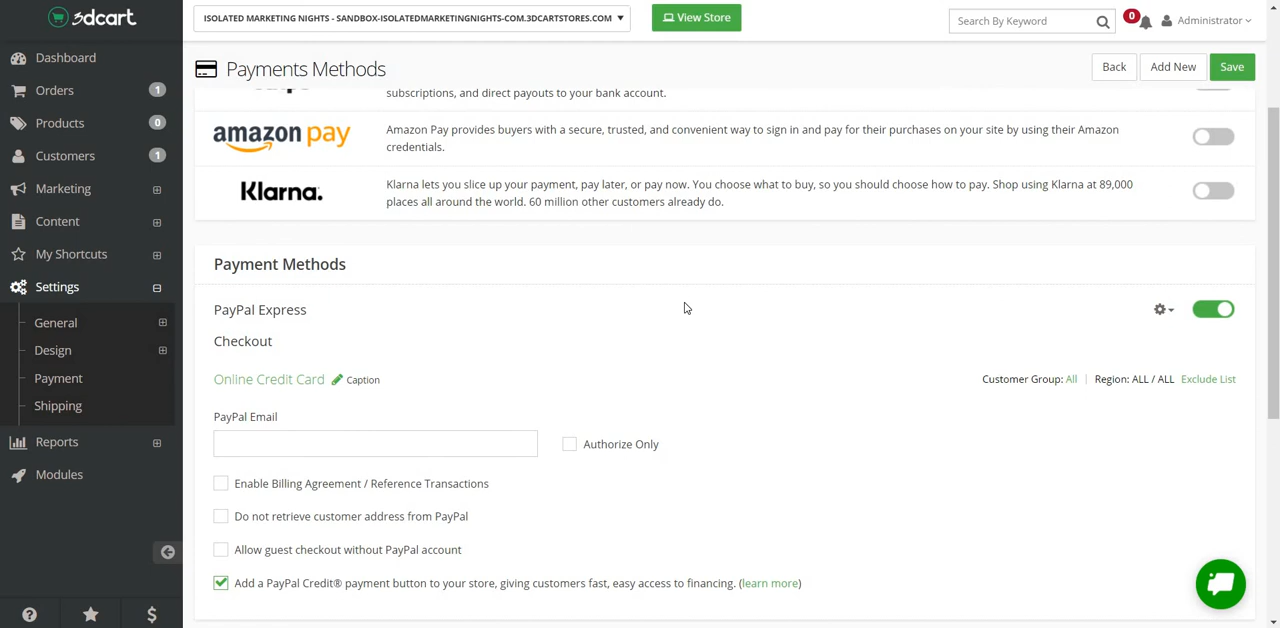 3dcart
ISOLATED MARKETING NIGHTS - SANDBOX-ISOLATEDMARKETINGNIGHTS-COM.3DCARTSTORES.COM
View Store
Search By Keyword
0
Administrator
Payments Methods
Back
Add New
Save
Dashboard
Orders 1
Products 0
Customers 1
Marketing
Content
My Shortcuts
Settings
General
Design
Payment
Shipping
Reports
Modules
subscriptions, and direct payouts to your bank account.
amazon pay
Amazon Pay provides buyers with a secure, trusted, and convenient way to sign in and pay for their purchases on your site by using their Amazon
credentials.
Klarna.
Klarna lets you slice up your payment, pay later, or pay now. You choose what to buy, so you should choose how to pay. Shop using Klarna at 89,000
places all around the world. 60 million other customers already do.
Payment Methods
PayPal Express
Checkout
Online Credit Card Caption
Customer Group: All | Region: ALL / ALL Exclude List
PayPal Email
Authorize Only
Enable Billing Agreement / Reference Transactions
Do not retrieve customer address from PayPal
Allow guest checkout without PayPal account
Add a PayPal Credit® payment button to your store, giving customers fast, easy access to financing. (learn more)